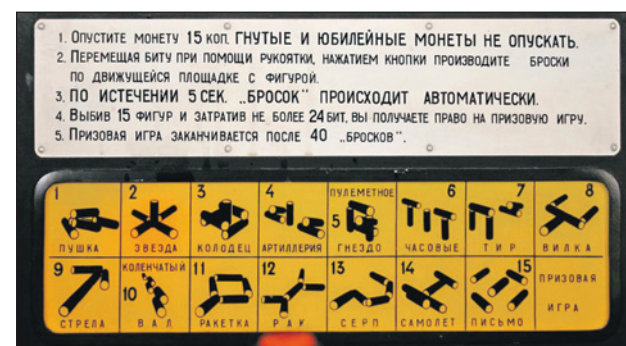 1. Опустите монету 15 коп. ГНУТЫЕ И ЮБИЛЕЙНЫЕ МОНЕТЫ НЕ ОПУСКАТЬ.
2. Перемещая биту при помощи рукоятки, нажатием кнопки производите броски
по движущейся площадке с фигурой.
3. ПО ИСТЕЧЕНИИ 5 СЕК. „БРОСОК" ПРОИСХОДИТ АВТОМАТИЧЕСКИ.
4. Выбив 15 фигур и затратив не более 24 бит, вы получаете право на призовую игру.
5. Призовая игра заканчивается после 40 „бросков".
1 ПУШКА
2 ЗВЕЗДА
3 КОЛОДЕЦ
4 АРТИЛЛЕРИЯ
ПУЛЕМЕТНОЕ
5 ГНЕЗДО
6 ЧАСОВЫЕ
7 ТИР
8 ВИЛКА
9 СТРЕЛА
КОЛЕНЧАТЫЙ
10 ВАЛ
11 РАКЕТКА
12 РАК
13 СЕРП
14 САМОЛЕТ
15 ПИСЬМО
ПРИЗОВАЯ
ИГРА